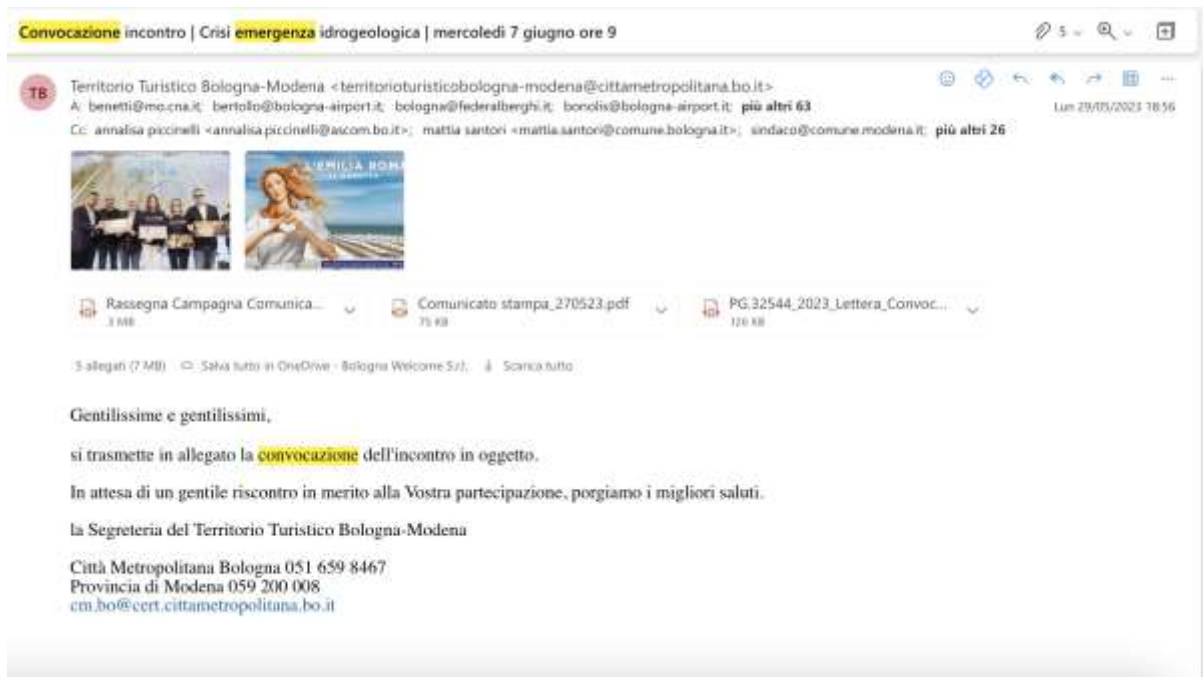 Convocazione incontro | Crisi emergenza idrogeologica | mercoledì 7 giugno ore 9
5
TB
Territorio Turistico Bologna-Modena <territorioturisticobologna-modena@cittametropolitana.bo.it>
A: benetti@mo.cna.it; bertollo@bologna-airport.it; bologna@federalberghi.it; bonolis@bologna-airport.it; più altri 63
Lun 29/05/2023 18:56
Cc: annalisa piccinelli <annalisa.piccinelli@ascom.bo.it>; mattia santori <mattia.santori@comune.bologna.it>; sindaco@comune.modena.it; più altri 26
L'EMILIA ROMA
Rassegna Campagna Comunica...
3 MB
Comunicato stampa_270523.pdf
75 KB
PG.32544_2023_Lettera_Convoc...
126 KB
5 allegati (7 MB) Salva tutto in OneDrive - Bologna Welcome S.r.l. Scarica tutto
Gentilissime e gentilissimi,
si trasmette in allegato la convocazione dell'incontro in oggetto.
In attesa di un gentile riscontro in merito alla Vostra partecipazione, porgiamo i migliori saluti.
la Segreteria del Territorio Turistico Bologna-Modena
Città Metropolitana Bologna 051 659 8467
Provincia di Modena 059 200 008
cm.bo@cert.cittametropolitana.bo.it